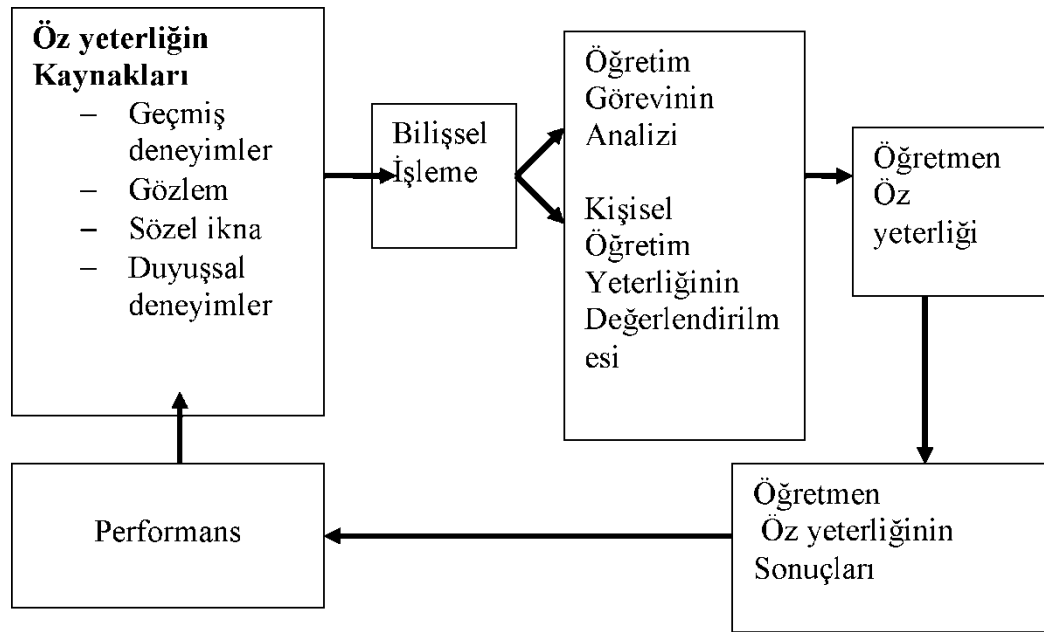 Öz yeterliğin
Kaynakları
– Geçmiş
deneyimler
– Gözlem
– Sözel ikna
– Duyuşsal
deneyimler
Bilişsel
İşleme
Öğretim
Görevinin
Analizi
Kişisel
Öğretim
Yeterliğinin
Değerlendirilm
esi
Öğretmen
Öz
yeterliği
Öğretmen
Öz yeterliğinin
Sonuçları
Performans